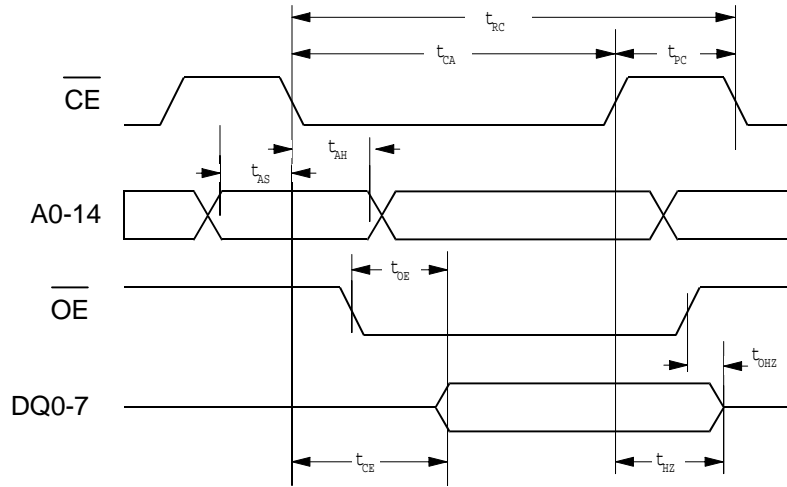 tRC
tCA tPC
CE
tAH
tAS
A0-14
tOE
OE
tOHZ
DQ0-7
tCE tHZ